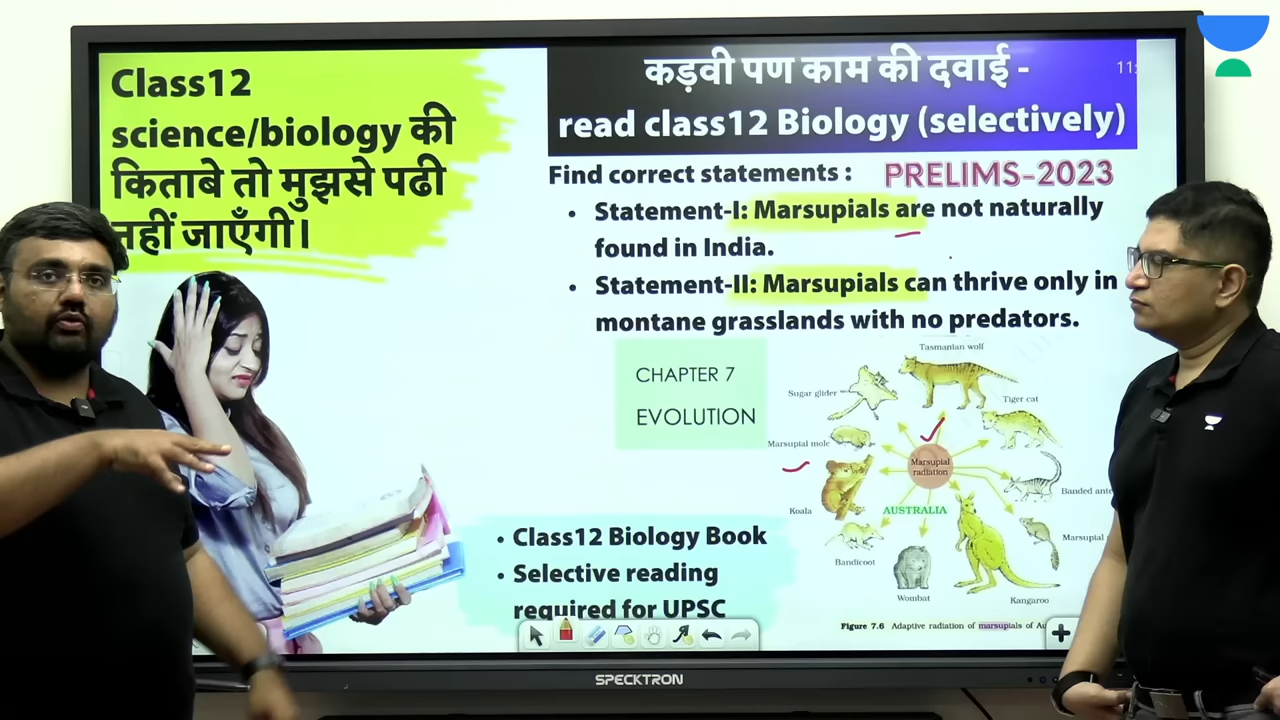 Class12
science/biology की
किताबे तो मुझसे पढी
नहीं जाएँगी।
कड़वी पण काम की दवाई -
11:
read class12 Biology (selectively)
Find correct statements :
PRELIMS-2023
• Statement-I: Marsupials are not naturally
found in India.
• Statement-II: Marsupials can thrive only in
montane grasslands with no predators.
CHAPTER 7
EVOLUTION
Tasmanian wolf
Sugar glider
Tiger cat
Marsupial mole
Marsupial
radiation
Banded ante
Koala
AUSTRALIA
Marsupial
Bandicoot
Wombat
Kangaroo
Figure 7.6 Adaptive radiation of marsupials of Au
• Class12 Biology Book
• Selective reading
required for UPSC
SPECKTRON